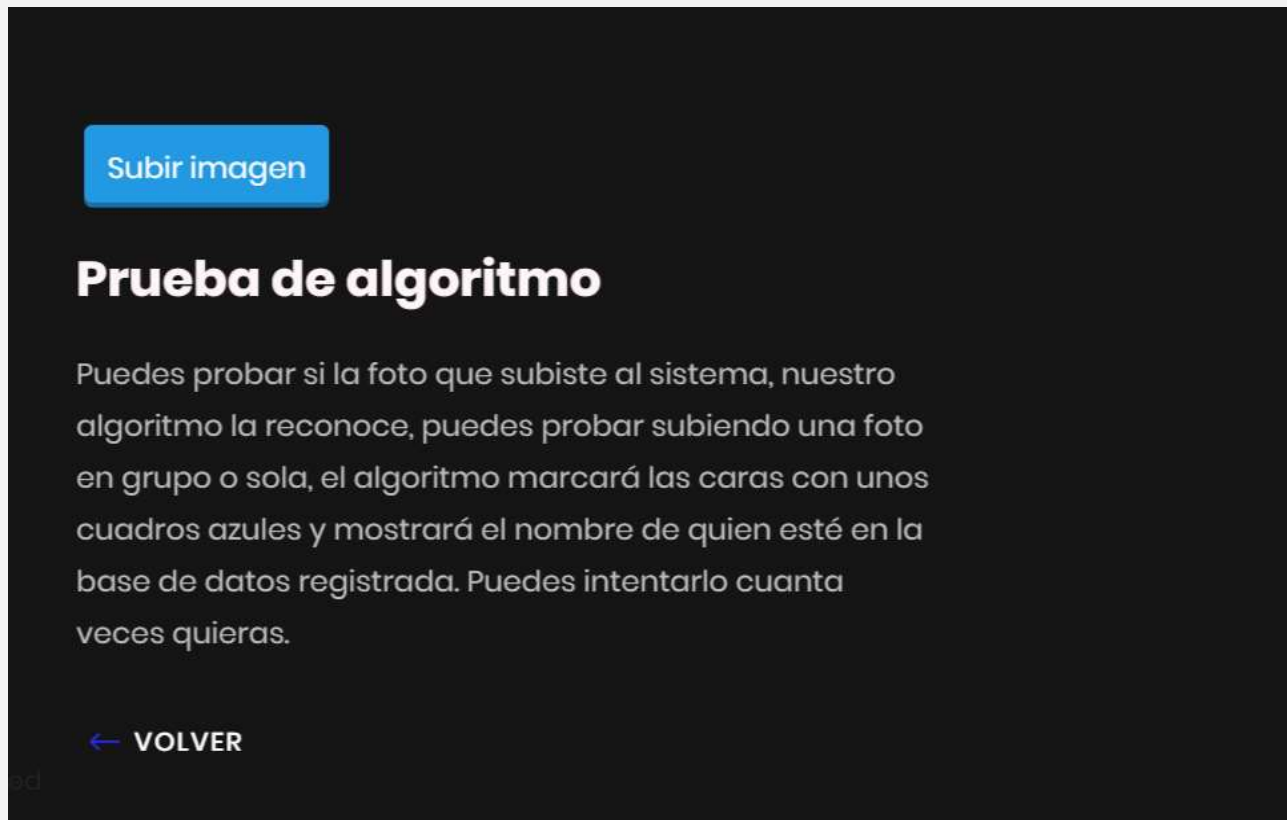 Subir imagen
Prueba de algoritmo
Puedes probar si la foto que subiste al sistema, nuestro
algoritmo la reconoce, puedes probar subiendo una foto
en grupo o sola, el algoritmo marcará las caras con unos
cuadros azules y mostrará el nombre de quien esté en la
base de datos registrada. Puedes intentarlo cuanta
veces quieras.
← VOLVER
ed